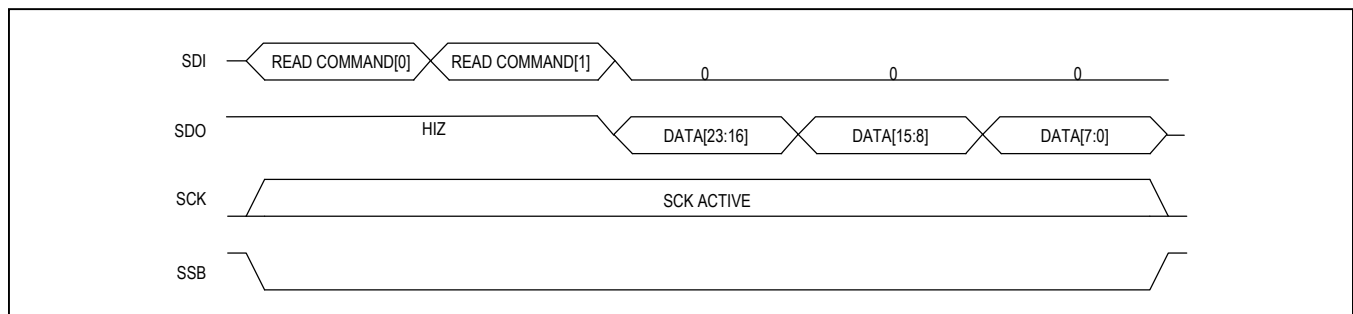 SDI READ COMMAND[0] READ COMMAND[1] 0 0 0
SDO HIZ DATA[23:16] DATA[15:8] DATA[7:0]
SCK SCK ACTIVE
SSB